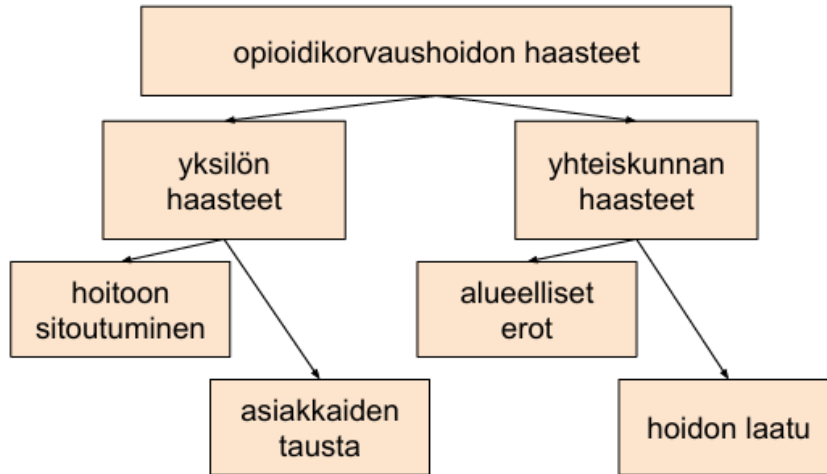 opioidikorvaushoidon haasteet
yksilön
haasteet
yhteiskunnan
haasteet
hoitoon
sitoutuminen
alueelliset
erot
asiakkaiden
tausta
hoidon laatu